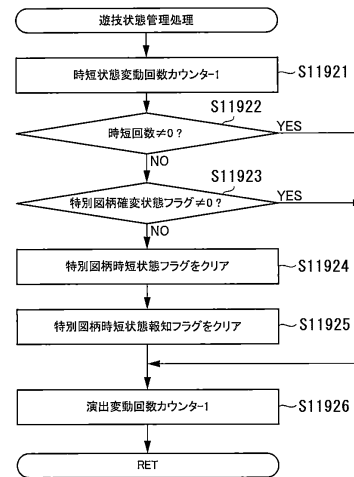 遊技状態管理処理
時短状態変動回数カウンタ-1
S11921
S11922
時短回数≠0？
YES
NO
S11923
特別図柄確変状態フラグ≠0？
YES
NO
特別図柄時短状態フラグをクリア
S11924
特別図柄時短状態報知フラグをクリア
S11925
演出変動回数カウンタ-1
S11926
RET